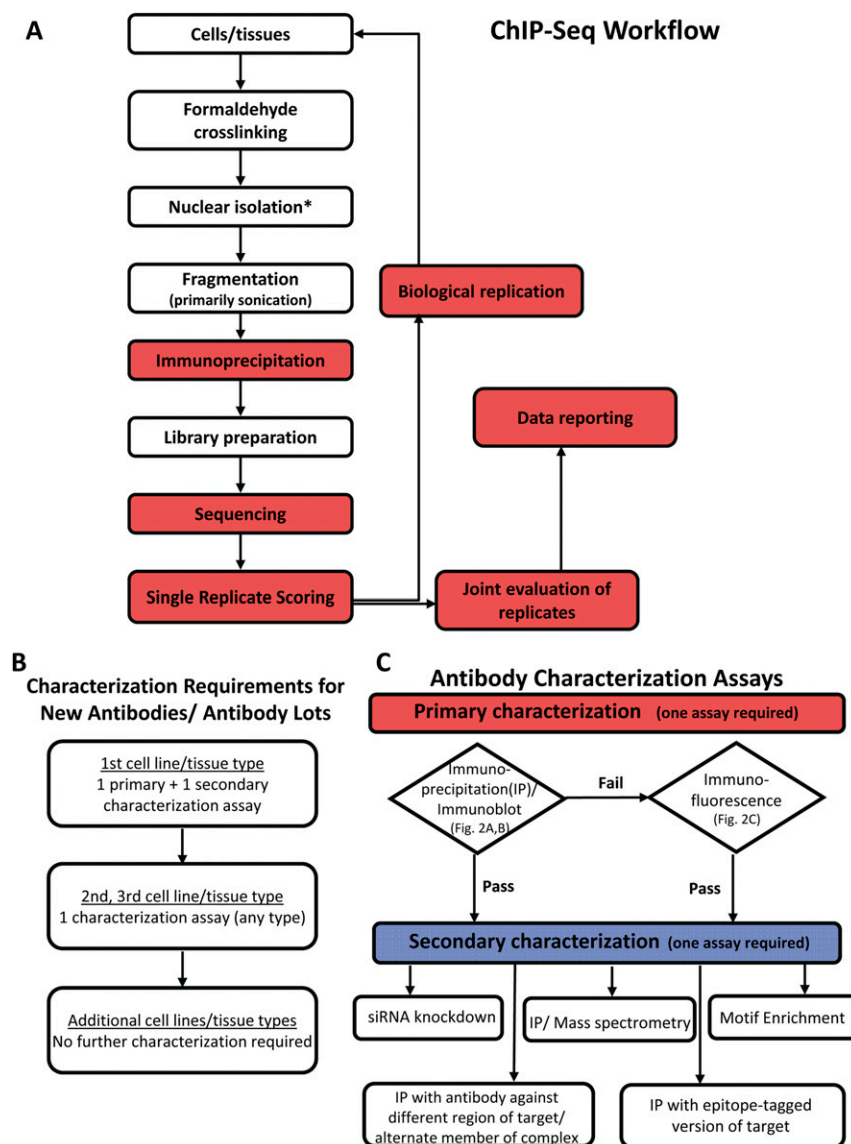 A
ChIP-Seq Workflow
Cells/tissues
Formaldehyde
crosslinking
Nuclear isolation*
Fragmentation
(primarily sonication)
Biological replication
Immunoprecipitation
Data reporting
Library preparation
Sequencing
Single Replicate Scoring
Joint evaluation of
replicates
B
Characterization Requirements for
New Antibodies/ Antibody Lots
1st cell line/tissue type
1 primary + 1 secondary
characterization assay
2nd, 3rd cell line/tissue type
1 characterization assay (any type)
Additional cell lines/tissue types
No further characterization required
C
Antibody Characterization Assays
Primary characterization (one assay required)
Immuno-
precipitation(IP)/
Immunoblot
(Fig. 2A,B)
Fail
Immuno-
fluorescence
(Fig. 2C)
Pass
Pass
Secondary characterization (one assay required)
siRNA knockdown
IP/ Mass spectrometry
Motif Enrichment
IP with antibody against
different region of target/
alternate member of complex
IP with epitope-tagged
version of target